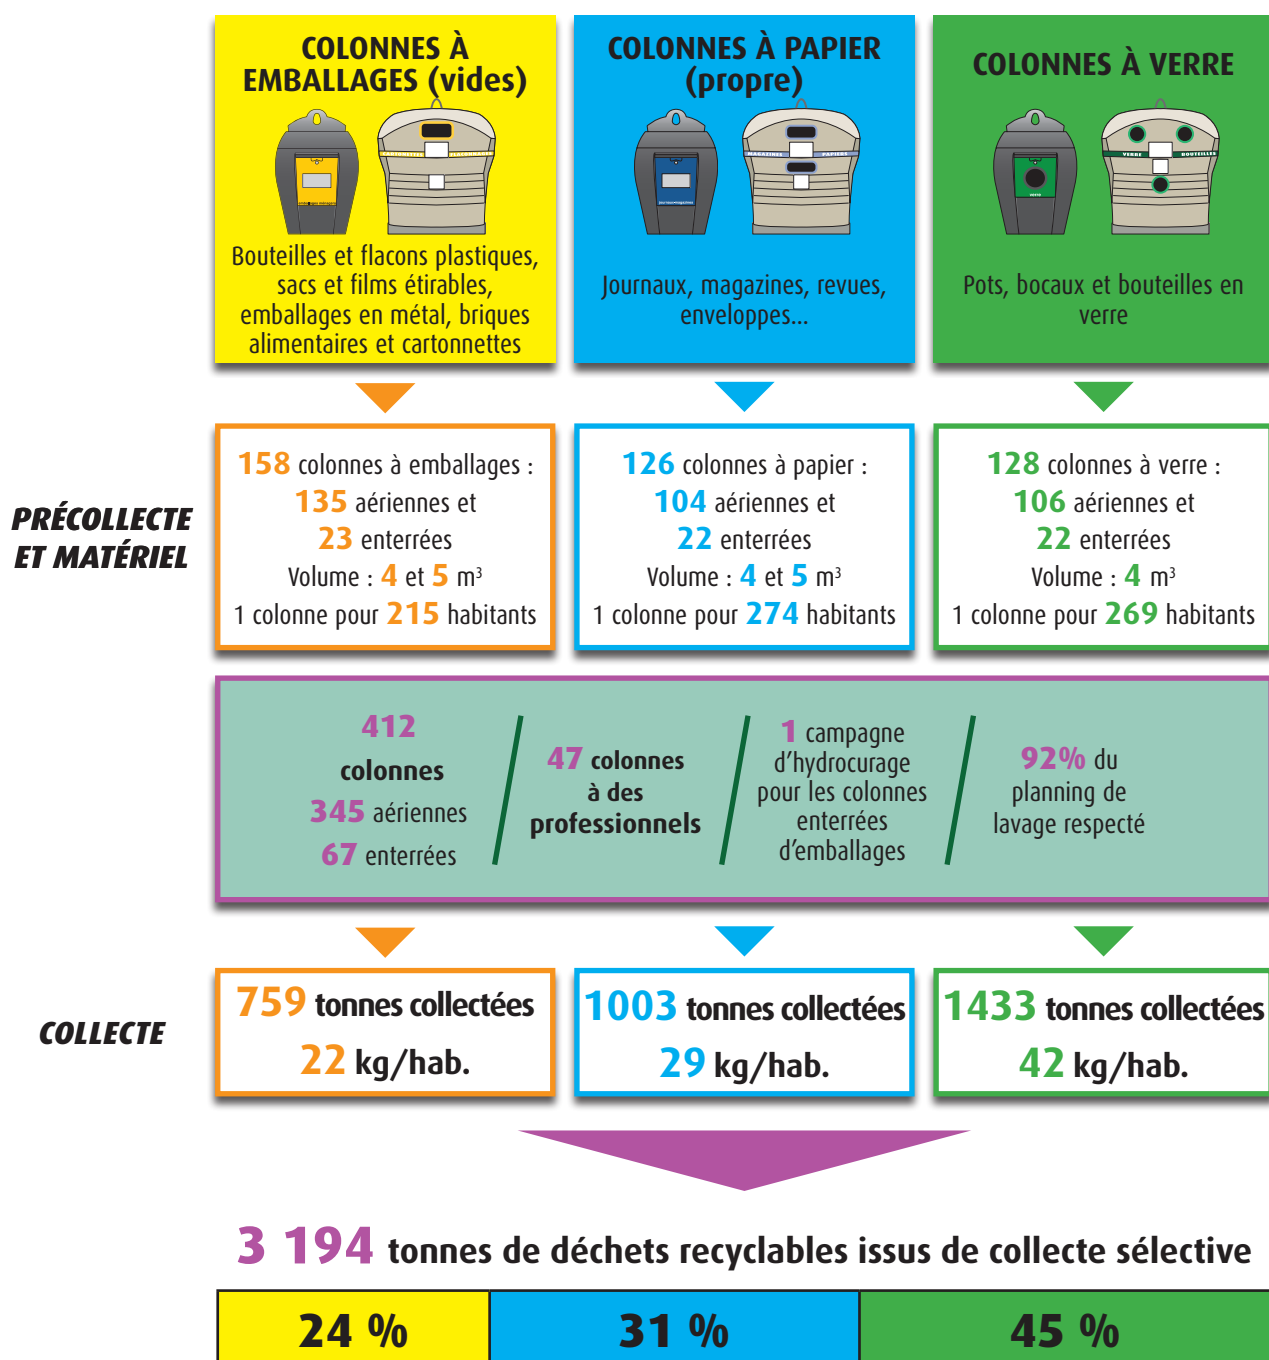 COLONNES À
EMBALLAGES (vides)
Bouteilles et flacons plastiques,
sacs et films étirables,
emballages en métal, briques
alimentaires et cartonnettes
COLONNES À PAPIER
(propre)
MAGAZINES PAPIERS
journaux-magazines
Journaux, magazines, revues,
enveloppes...
COLONNES À VERRE
VERRE BOUTEILLES
verre
Pots, bocaux et bouteilles en
verre
PRÉCOLLECTE
ET MATÉRIEL
158 colonnes à emballages :
135 aériennes et
23 enterrées
Volume : 4 et 5 m³
1 colonne pour 215 habitants
126 colonnes à papier :
104 aériennes et
22 enterrées
Volume : 4 et 5 m³
1 colonne pour 274 habitants
128 colonnes à verre :
106 aériennes et
22 enterrées
Volume : 4 m³
1 colonne pour 269 habitants
412
colonnes
345 aériennes
67 enterrées
47 colonnes
à des
professionnels
1 campagne
d'hydrocurage
pour les colonnes
enterrées
d'emballages
92% du
planning de
lavage respecté
COLLECTE
759 tonnes collectées
22 kg/hab.
1003 tonnes collectées
29 kg/hab.
1433 tonnes collectées
42 kg/hab.
3 194 tonnes de déchets recyclables issus de collecte sélective
24 %
31 %
45 %